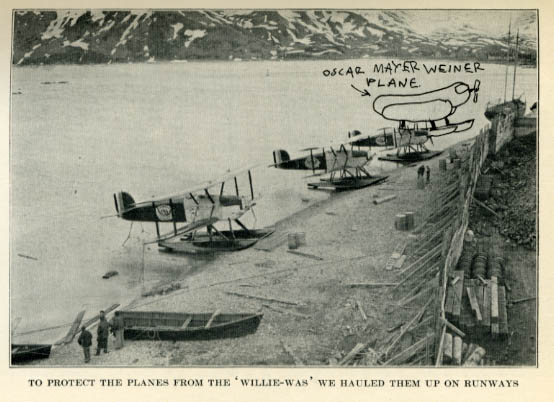 OSCAR MAYER WEINER
PLANE
TO PROTECT THE PLANES FROM THE 'WILLIE-WAS' WE HAULED THEM UP ON RUNWAYS